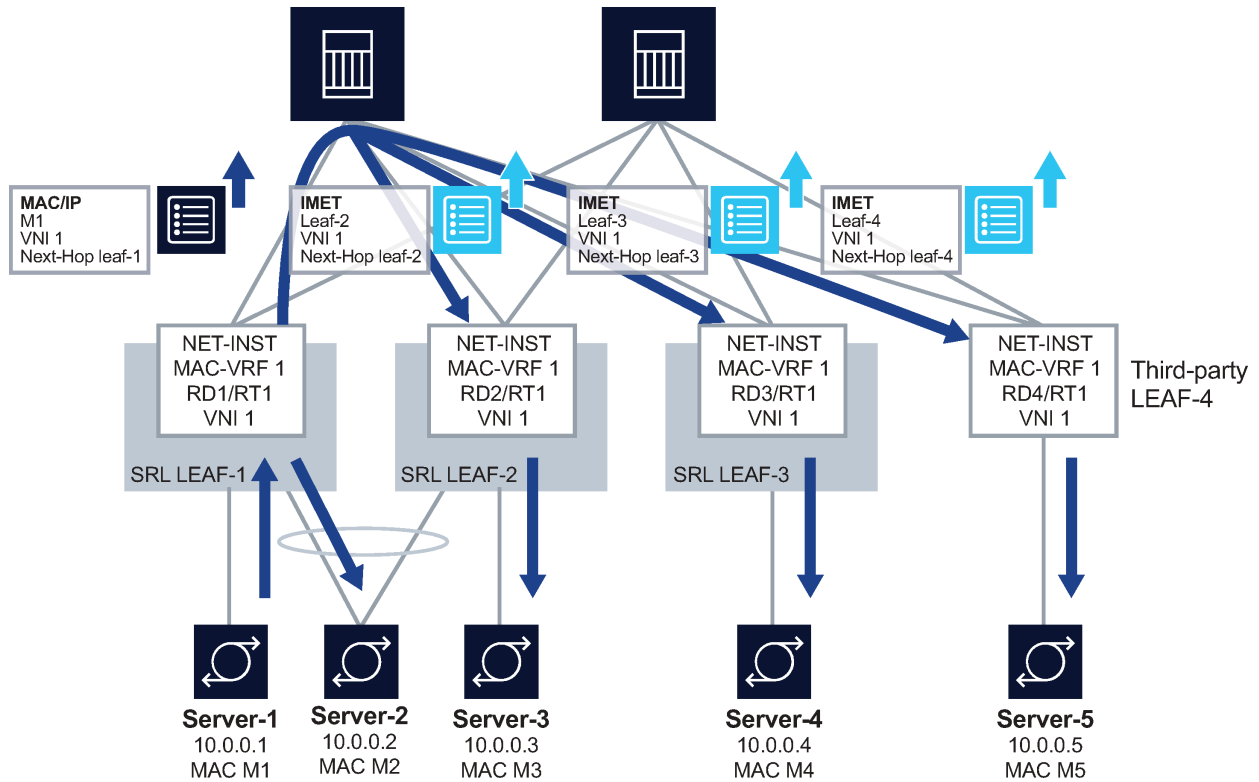 MAC/IP
M1
VNI 1
Next-Hop leaf-1
IMET
Leaf-2
VNI 1
Next-Hop leaf-2
IMET
Leaf-3
VNI 1
Next-Hop leaf-3
IMET
Leaf-4
VNI 1
Next-Hop leaf-4
NET-INST
MAC-VRF 1
RD1/RT1
VNI 1
SRL LEAF-1
NET-INST
MAC-VRF 1
RD2/RT1
VNI 1
SRL LEAF-2
NET-INST
MAC-VRF 1
RD3/RT1
VNI 1
SRL LEAF-3
NET-INST
MAC-VRF 1
RD4/RT1
VNI 1
Third-party
LEAF-4
Server-1
10.0.0.1
MAC M1
Server-2
10.0.0.2
MAC M2
Server-3
10.0.0.3
MAC M3
Server-4
10.0.0.4
MAC M4
Server-5
10.0.0.5
MAC M5